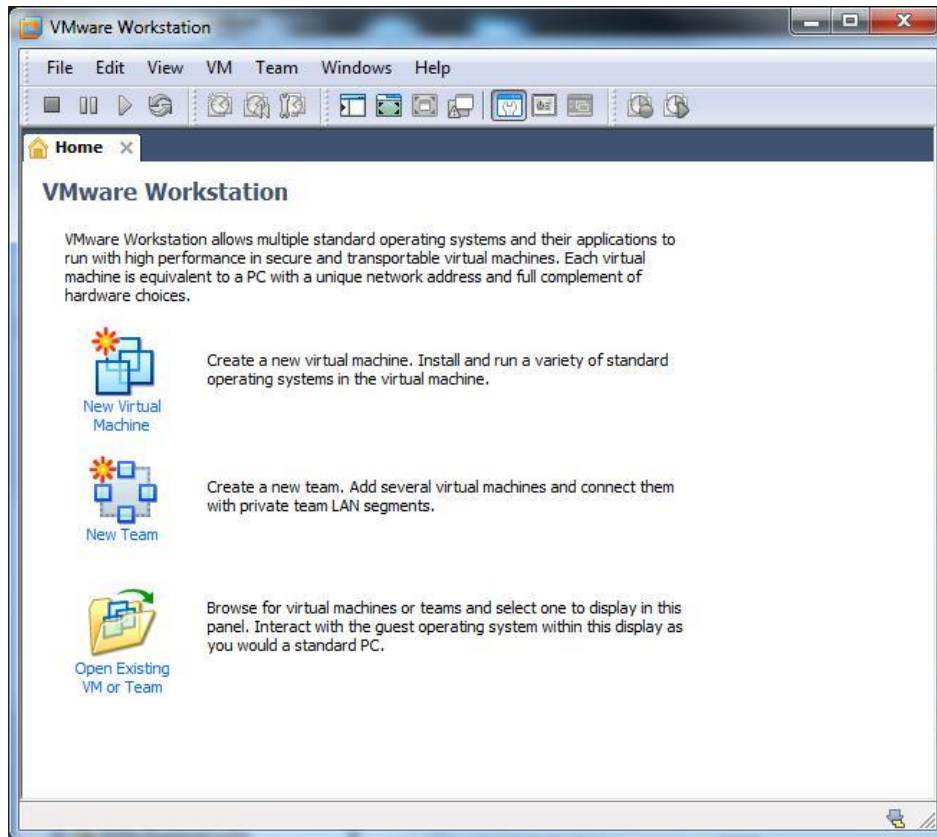 VMware Workstation
File Edit View VM Team Windows Help
Home
VMware Workstation
VMware Workstation allows multiple standard operating systems and their applications to
run with high performance in secure and transportable virtual machines. Each virtual
machine is equivalent to a PC with a unique network address and full complement of
hardware choices.
New Virtual
Machine
Create a new virtual machine. Install and run a variety of standard
operating systems in the virtual machine.
New Team
Create a new team. Add several virtual machines and connect them
with private team LAN segments.
Open Existing
VM or Team
Browse for virtual machines or teams and select one to display in this
panel. Interact with the guest operating system within this display as
you would a standard PC.